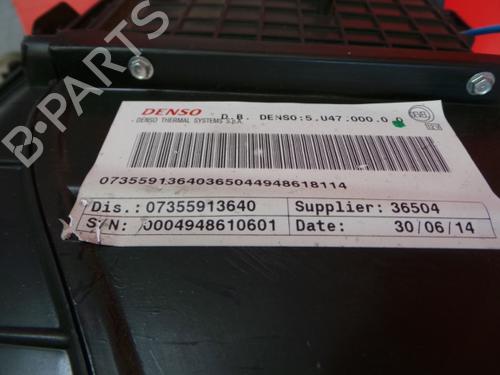 B-Parts
DENSO D.B. DENSO:5.U47.000.0.0
DENSO THERMAL SYSTEMS S.p.A.
07355913640365044948618114
Dis.: 07355913640 Supplier: 36504
S/N: 0004948610601 Date: 30/06/14